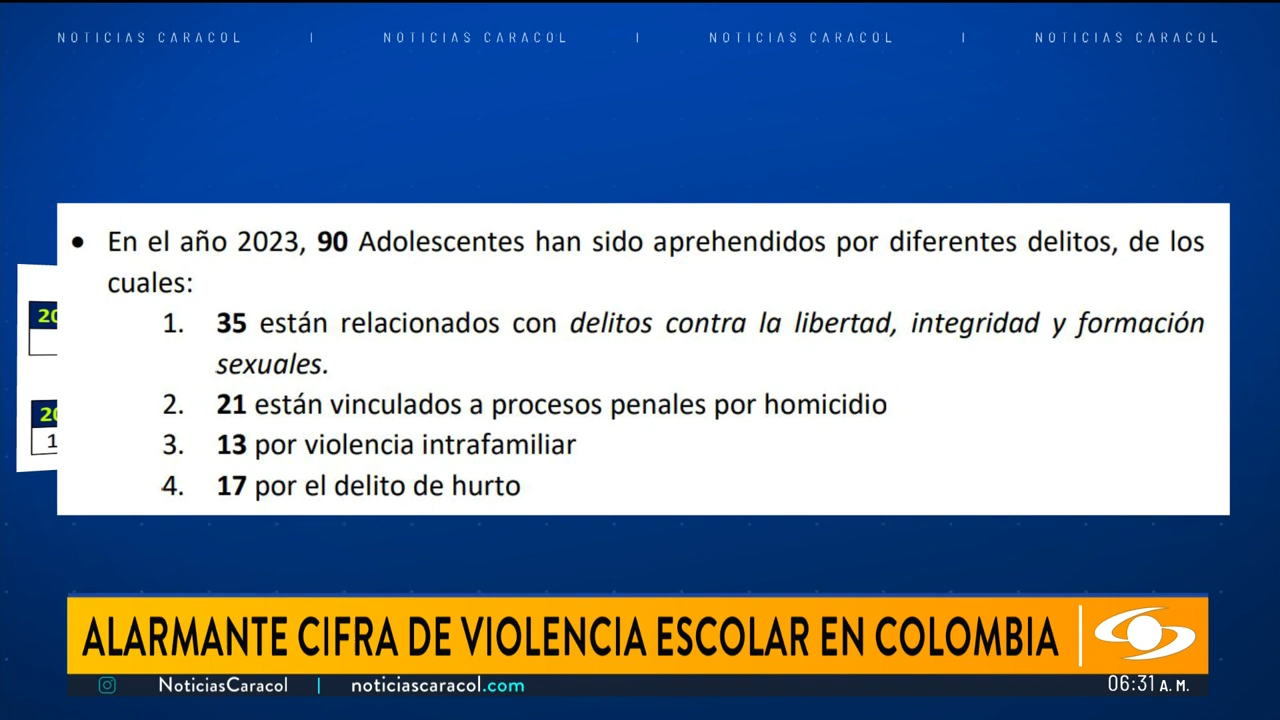 NOTICIAS CARACOL | NOTICIAS CARACOL | NOTICIAS CARACOL | NOTICIAS CARACOL
• En el año 2023, 90 Adolescentes han sido aprehendidos por diferentes delitos, de los
cuales:
1. 35 están relacionados con delitos contra la libertad, integridad y formación
sexuales.
2. 21 están vinculados a procesos penales por homicidio
3. 13 por violencia intrafamiliar
4. 17 por el delito de hurto
ALARMANTE CIFRA DE VIOLENCIA ESCOLAR EN COLOMBIA
NoticiasCaracol | noticiascaracol.com
06:31 A. M.